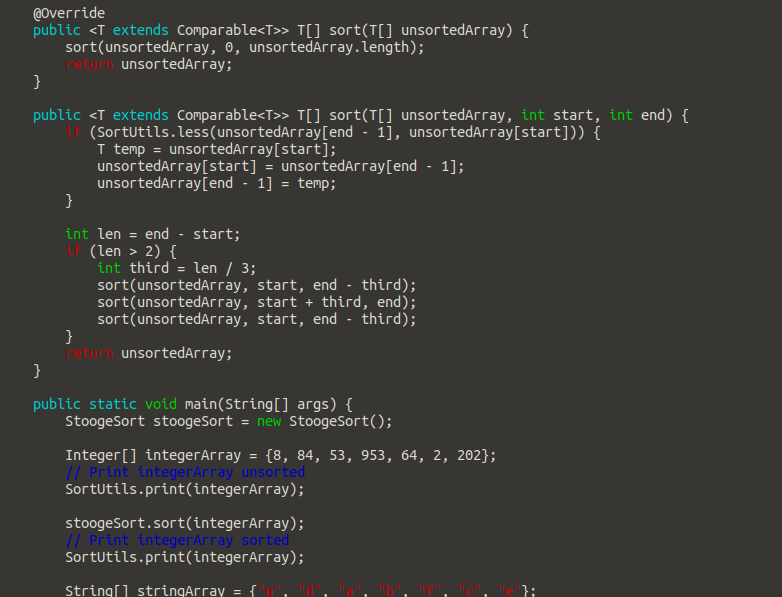 @Override
public <T extends Comparable<T>> T[] sort(T[] unsortedArray) {
sort(unsortedArray, 0, unsortedArray.length);
return unsortedArray;
}
public <T extends Comparable<T>> T[] sort(T[] unsortedArray, int start, int end) {
if (SortUtils.less(unsortedArray[end - 1], unsortedArray[start])) {
T temp = unsortedArray[start];
unsortedArray[start] = unsortedArray[end - 1];
unsortedArray[end - 1] = temp;
}
int len = end - start;
if (len > 2) {
int third = len / 3;
sort(unsortedArray, start, end - third);
sort(unsortedArray, start + third, end);
sort(unsortedArray, start, end - third);
}
return unsortedArray;
}
public static void main(String[] args) {
StoogeSort stoogeSort = new StoogeSort();
Integer[] integerArray = {8, 84, 53, 953, 64, 2, 202};
// Print integerArray unsorted
SortUtils.print(integerArray);
stoogeSort.sort(integerArray);
// Print integerArray sorted
SortUtils.print(integerArray);
String[] stringArray = {"g", "d", "a", "b", "f", "c", "e"};